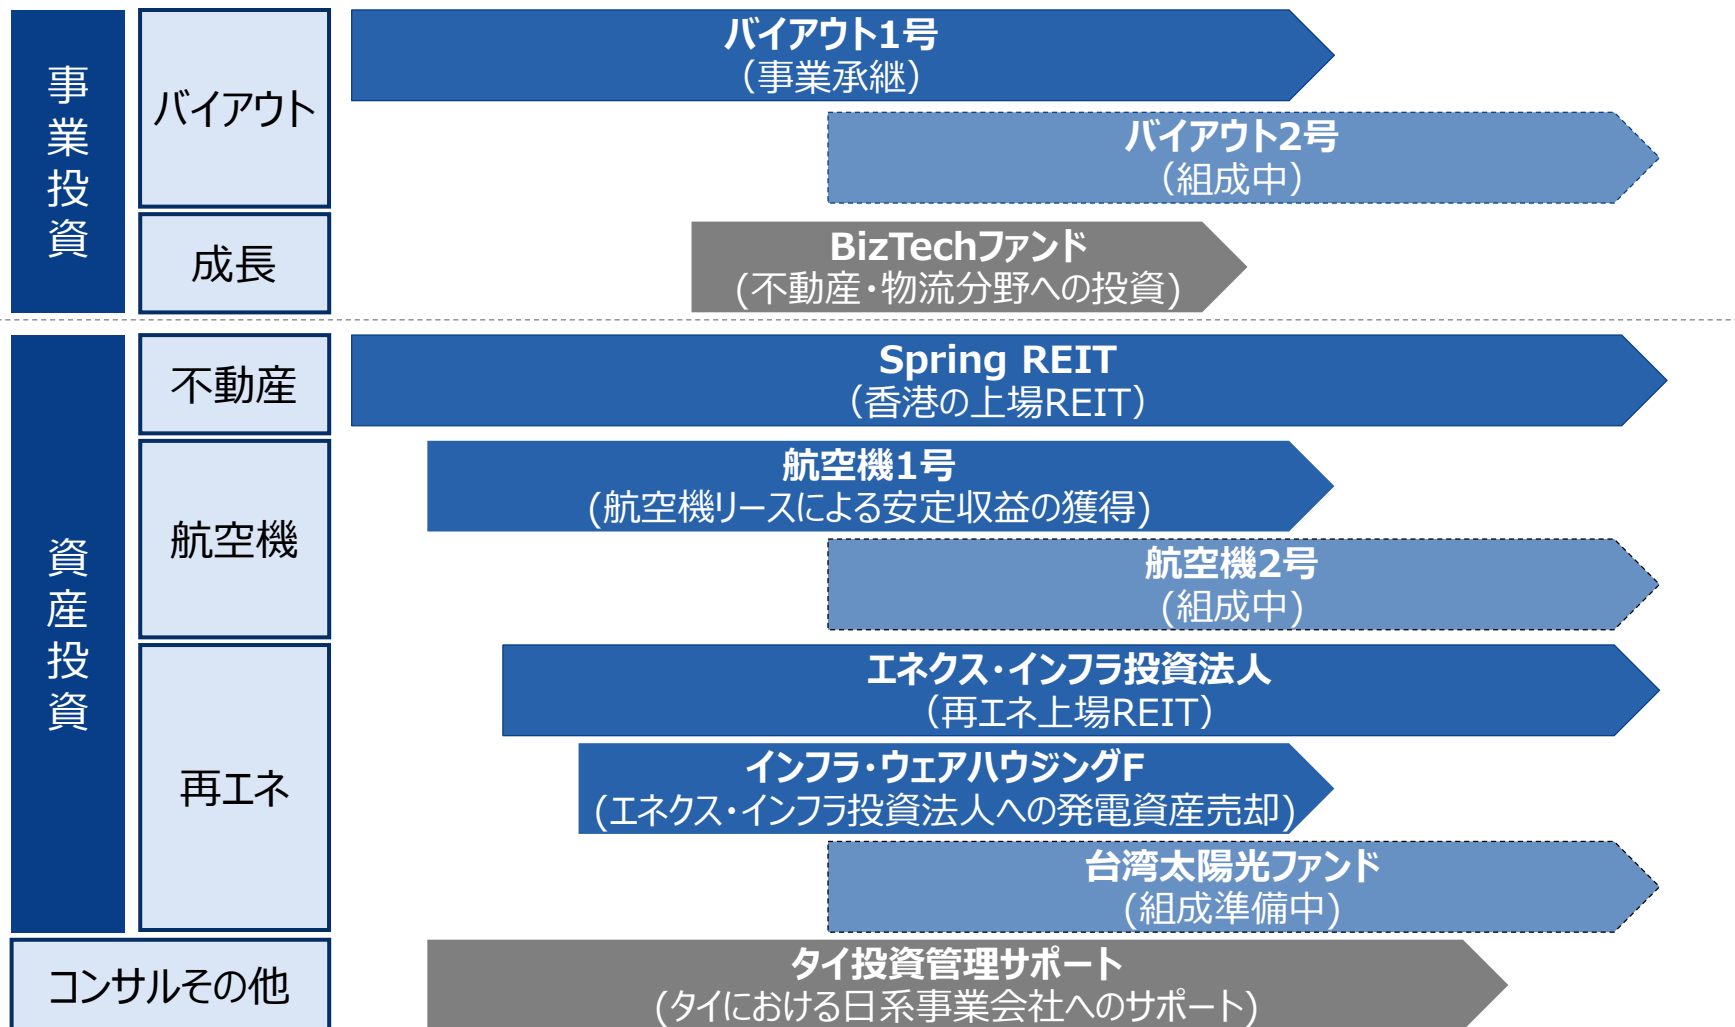 事業投資
バイアウト
バイアウト1号
（事業承継）
バイアウト2号
（組成中）
成長
BizTechファンド
(不動産・物流分野への投資)
資産投資
不動産
Spring REIT
（香港の上場REIT）
航空機
航空機1号
(航空機リースによる安定収益の獲得)
航空機2号
(組成中)
再エネ
エネクス・インフラ投資法人
（再エネ上場REIT）
インフラ・ウェアハウジングF
(エネクス・インフラ投資法人への発電資産売却)
台湾太陽光ファンド
(組成準備中)
コンサルその他
タイ投資管理サポート
(タイにおける日系事業会社へのサポート)